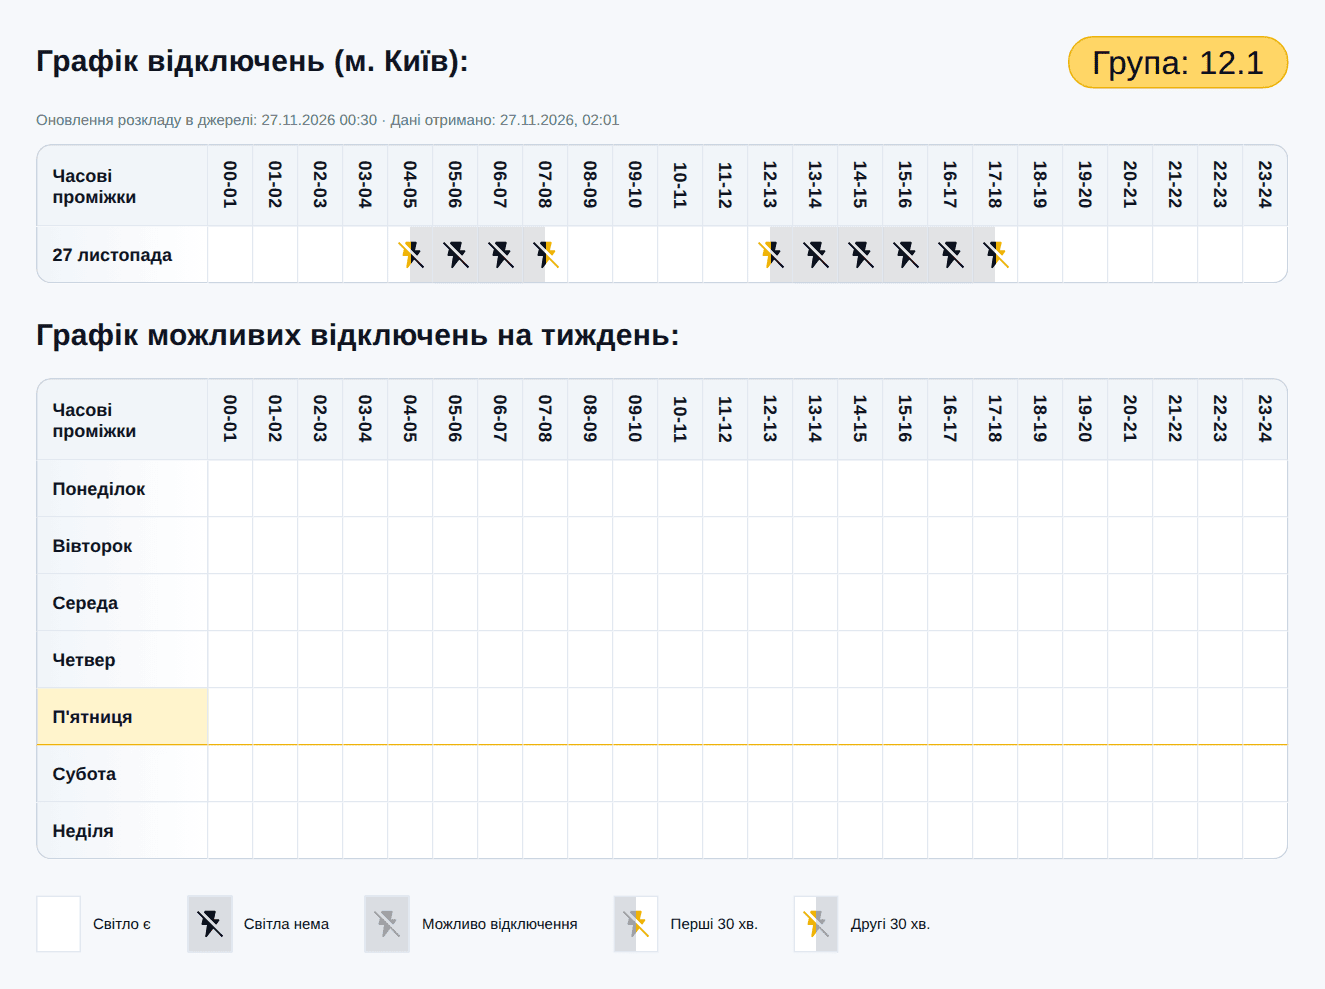 Графік відключень (м. Київ):
Група: 12.1
Оновлення розкладу в джерелі: 27.11.2026 00:30 · Дані отримано: 27.11.2026, 02:01
Часові проміжки 00-01 01-02 02-03 03-04 04-05 05-06 06-07 07-08 08-09 09-10 10-11 11-12 12-13 13-14 14-15 15-16 16-17 17-18 18-19 19-20 20-21 21-22 22-23 23-24
27 листопада
Графік можливих відключень на тиждень:
Часові проміжки 00-01 01-02 02-03 03-04 04-05 05-06 06-07 07-08 08-09 09-10 10-11 11-12 12-13 13-14 14-15 15-16 16-17 17-18 18-19 19-20 20-21 21-22 22-23 23-24
Понеділок
Вівторок
Середа
Четвер
П'ятниця
Субота
Неділя
Світло є Світла нема Можливо відключення Перші 30 хв. Другі 30 хв.